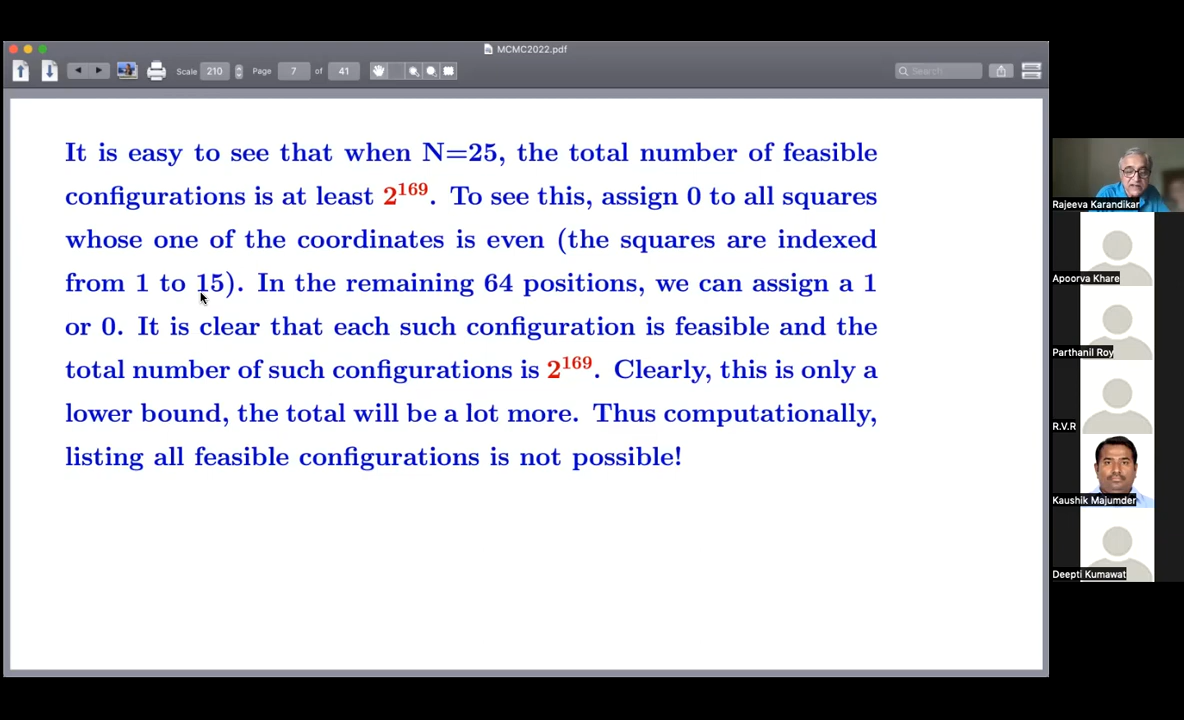 MCMC2022.pdf
Scale 210 Page 7 of 41 Search
It is easy to see that when N=25, the total number of feasible
configurations is at least 2^169. To see this, assign 0 to all squares
whose one of the coordinates is even (the squares are indexed
from 1 to 15). In the remaining 64 positions, we can assign a 1
or 0. It is clear that each such configuration is feasible and the
total number of such configurations is 2^169. Clearly, this is only a
lower bound, the total will be a lot more. Thus computationally,
listing all feasible configurations is not possible!
Rajeeva Karandikar
Apoorva Khare
Parthanil Roy
R.V.R
Kaushik Majumder
Deepti Kumawat